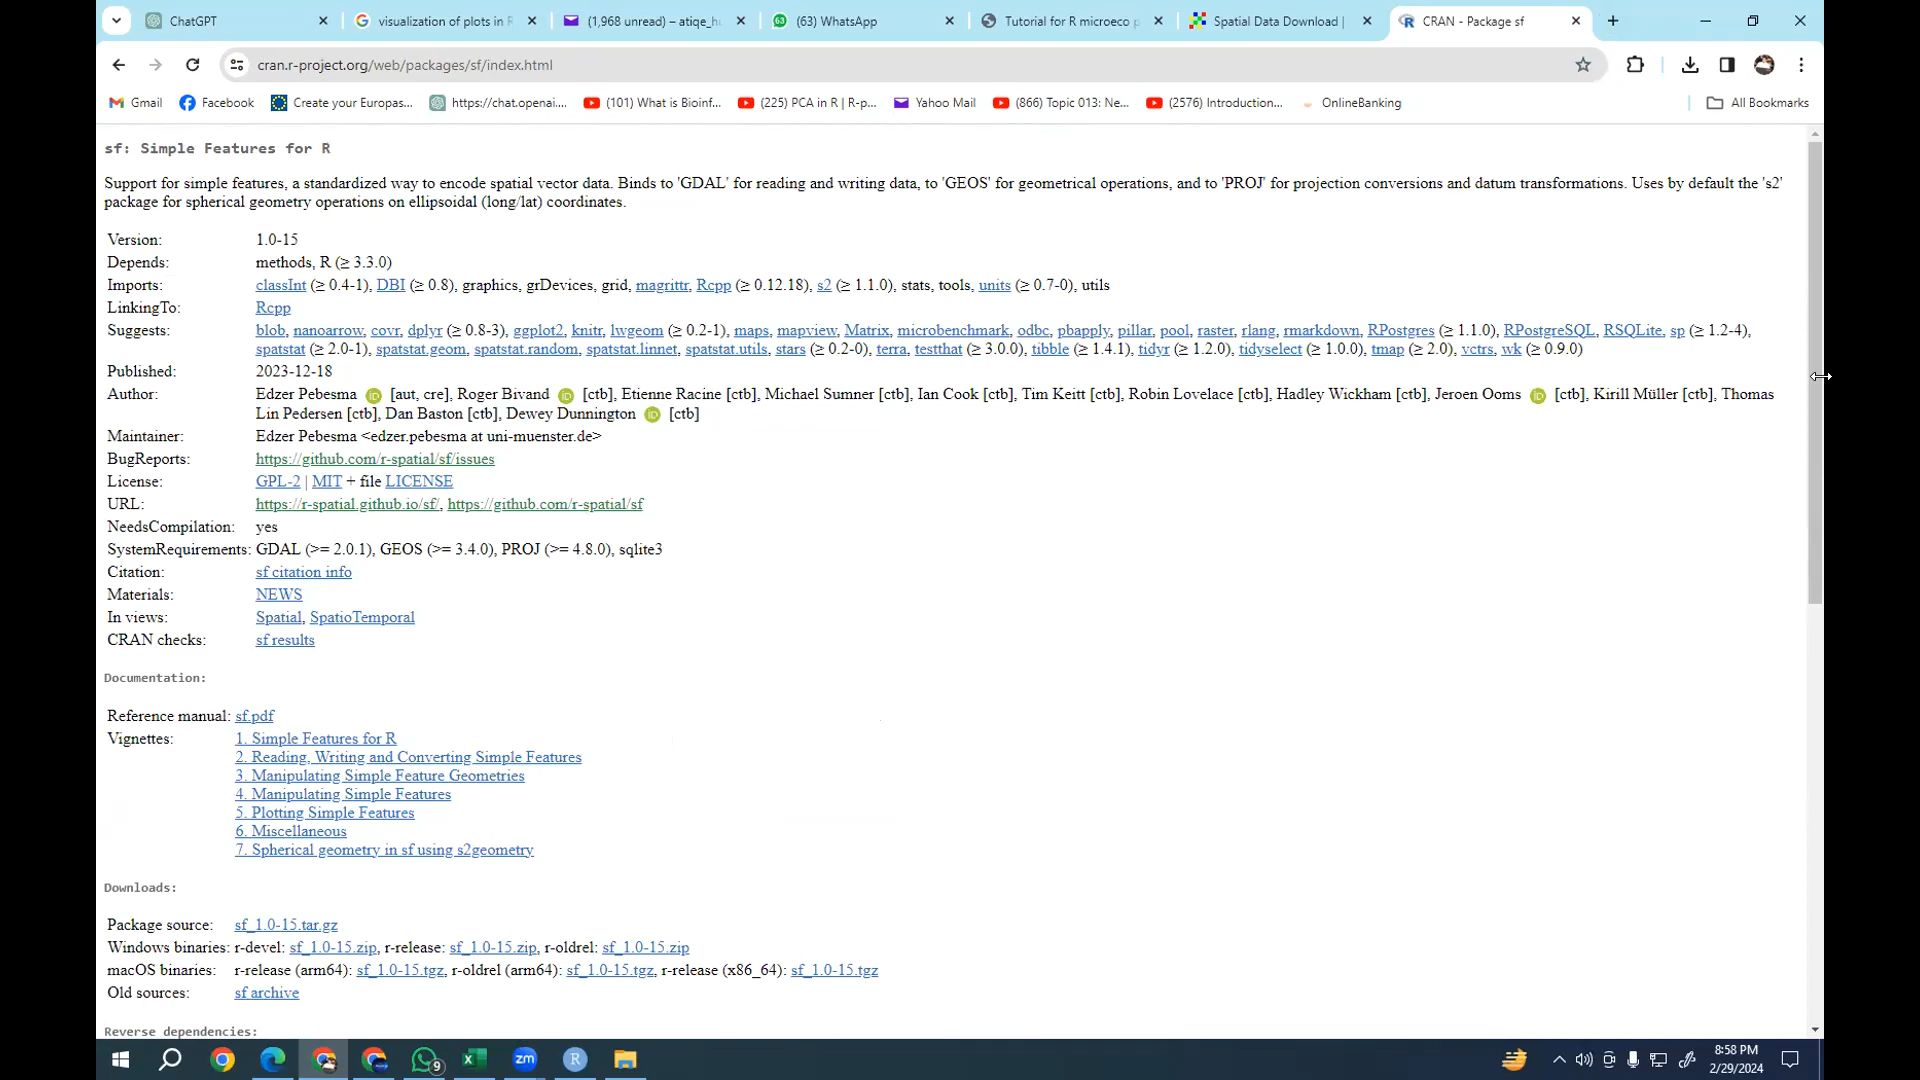 ChatGPT
visualization of plots in R
(1,968 unread) – atiqe_hu
(63) WhatsApp
Tutorial for R microeco p
Spatial Data Download |
CRAN - Package sf
cran.r-project.org/web/packages/sf/index.html
Gmail
Facebook
Create your Europas...
https://chat.openai....
(101) What is Bioinf...
(225) PCA in R | R-p...
Yahoo Mail
(866) Topic 013: Ne...
(2576) Introduction...
OnlineBanking
All Bookmarks
sf: Simple Features for R
Support for simple features, a standardized way to encode spatial vector data. Binds to 'GDAL' for reading and writing data, to 'GEOS' for geometrical operations, and to 'PROJ' for projection conversions and datum transformations. Uses by default the 's2'
package for spherical geometry operations on ellipsoidal (long/lat) coordinates.
Version: 1.0-15
Depends: methods, R (≥ 3.3.0)
Imports: classInt (≥ 0.4-1), DBI (≥ 0.8), graphics, grDevices, grid, magrittr, Rcpp (≥ 0.12.18), s2 (≥ 1.1.0), stats, tools, units (≥ 0.7-0), utils
LinkingTo: Rcpp
Suggests: blob, nanoarrow, covr, dplyr (≥ 0.8-3), ggplot2, knitr, lwgeom (≥ 0.2-1), maps, mapview, Matrix, microbenchmark, odbc, pbapply, pillar, pool, raster, rlang, rmarkdown, RPostgres (≥ 1.1.0), RPostgreSQL, RSQLite, sp (≥ 1.2-4),
spatstat (≥ 2.0-1), spatstat.geom, spatstat.random, spatstat.linnet, spatstat.utils, stars (≥ 0.2-0), terra, testthat (≥ 3.0.0), tibble (≥ 1.4.1), tidyr (≥ 1.2.0), tidyselect (≥ 1.0.0), tmap (≥ 2.0), vctrs, wk (≥ 0.9.0)
Published: 2023-12-18
Author: Edzer Pebesma iD [aut, cre], Roger Bivand iD [ctb], Etienne Racine [ctb], Michael Sumner [ctb], Ian Cook [ctb], Tim Keitt [ctb], Robin Lovelace [ctb], Hadley Wickham [ctb], Jeroen Ooms iD [ctb], Kirill Müller [ctb], Thomas
Lin Pedersen [ctb], Dan Baston [ctb], Dewey Dunnington iD [ctb]
Maintainer: Edzer Pebesma <edzer.pebesma at uni-muenster.de>
BugReports: https://github.com/r-spatial/sf/issues
License: GPL-2 | MIT + file LICENSE
URL: https://r-spatial.github.io/sf/, https://github.com/r-spatial/sf
NeedsCompilation: yes
SystemRequirements: GDAL (>= 2.0.1), GEOS (>= 3.4.0), PROJ (>= 4.8.0), sqlite3
Citation: sf citation info
Materials: NEWS
In views: Spatial, SpatioTemporal
CRAN checks: sf results
Documentation:
Reference manual: sf.pdf
Vignettes: 1. Simple Features for R
2. Reading, Writing and Converting Simple Features
3. Manipulating Simple Feature Geometries
4. Manipulating Simple Features
5. Plotting Simple Features
6. Miscellaneous
7. Spherical geometry in sf using s2geometry
Downloads:
Package source: sf_1.0-15.tar.gz
Windows binaries: r-devel: sf_1.0-15.zip, r-release: sf_1.0-15.zip, r-oldrel: sf_1.0-15.zip
macOS binaries: r-release (arm64): sf_1.0-15.tgz, r-oldrel (arm64): sf_1.0-15.tgz, r-release (x86_64): sf_1.0-15.tgz
Old sources: sf archive
Reverse dependencies:
9
zm
R
8:58 PM
2/29/2024